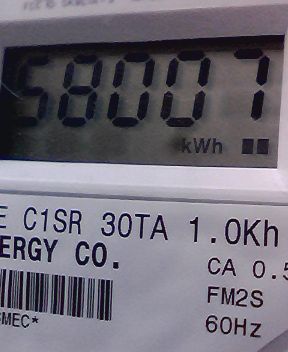 58007
kWh
E C1SR 30TA 1.0Kh
ERGY CO.
CA 0.5
FM2S
60Hz
SMEC*